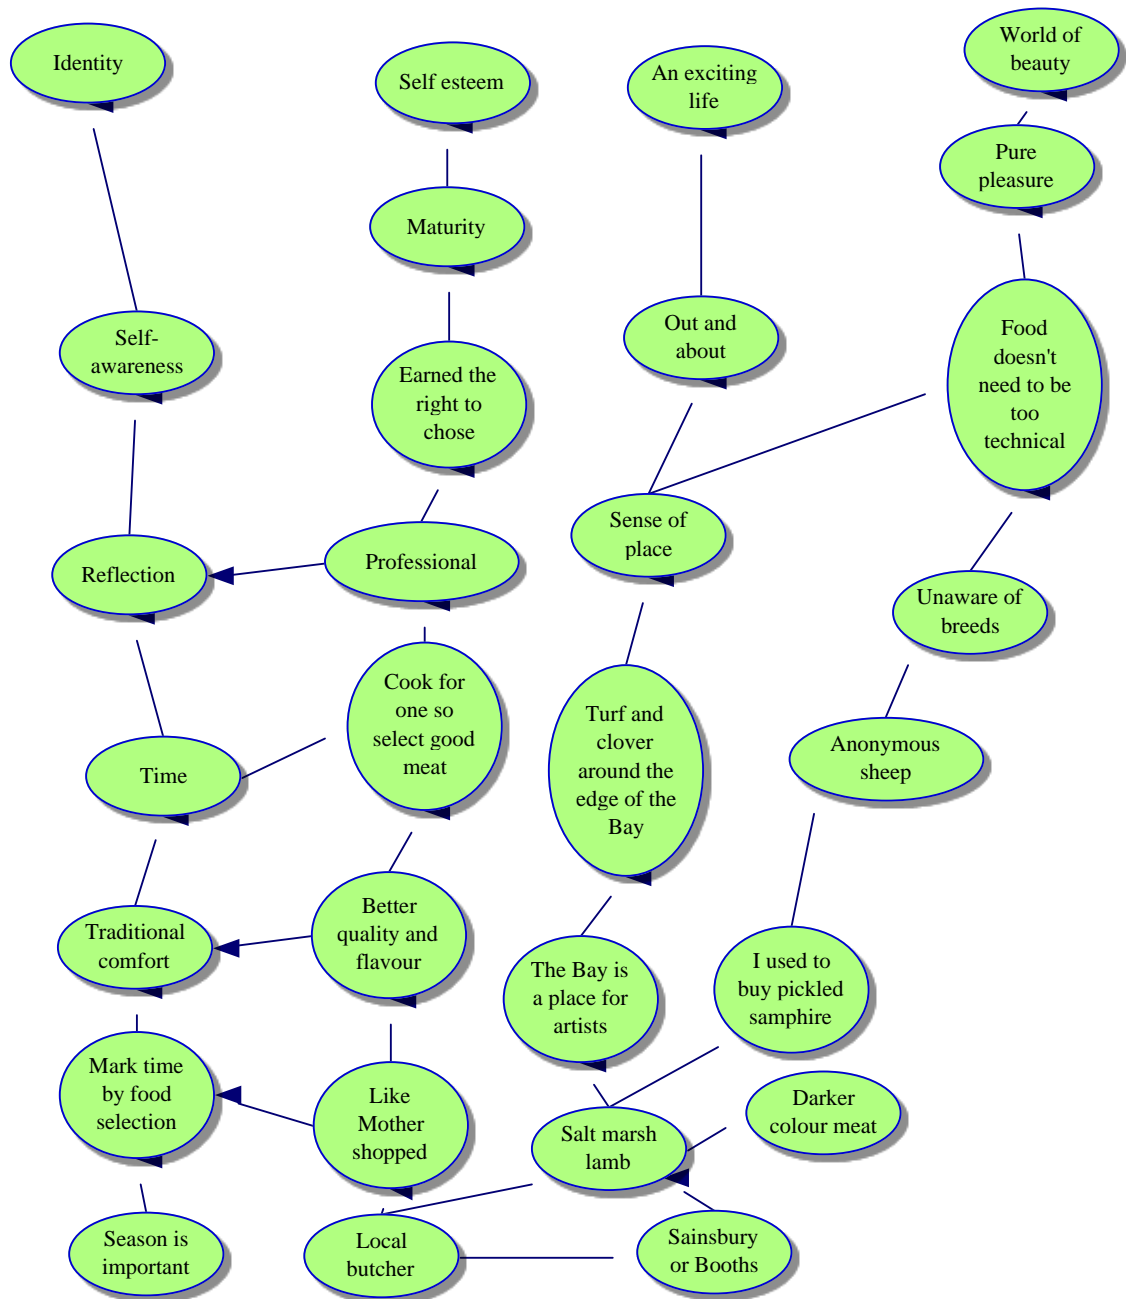 Identity
Self esteem
An exciting
life
World of
beauty
Pure
pleasure
Maturity
Self-
awareness
Earned the
right to
chose
Out and
about
Food
doesn't
need to be
too
technical
Reflection
Professional
Sense of
place
Unaware of
breeds
Time
Cook for
one so
select good
meat
Turf and
clover
around the
edge of the
Bay
Anonymous
sheep
Traditional
comfort
Better
quality and
flavour
The Bay is
a place for
artists
I used to
buy pickled
samphire
Mark time
by food
selection
Like
Mother
shopped
Salt marsh
lamb
Darker
colour meat
Season is
important
Local
butcher
Sainsbury
or Booths